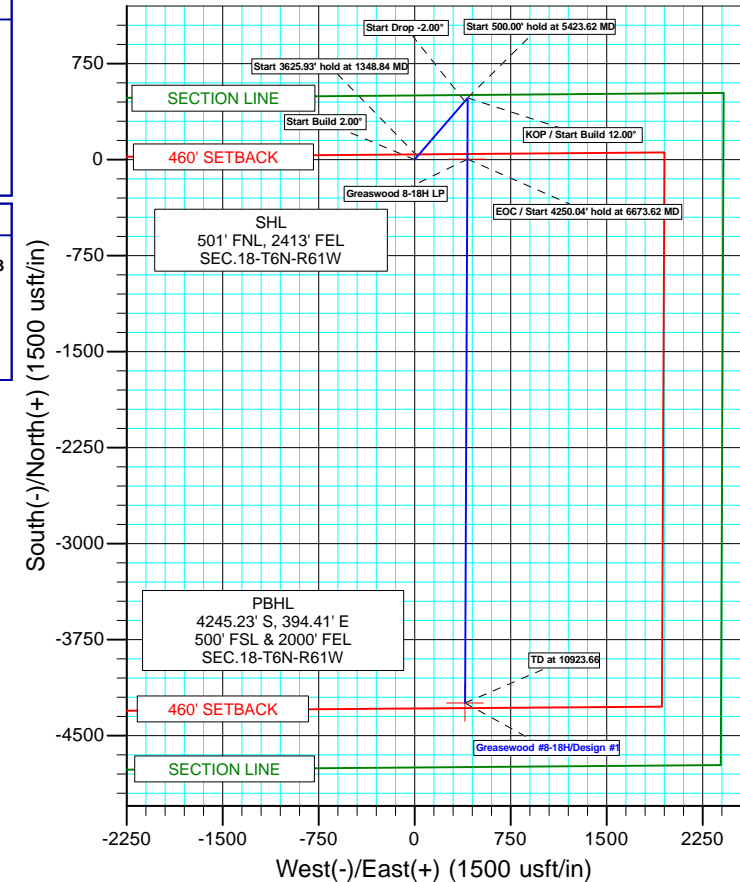 Start Drop -2.00°
Start 500.00' hold at 5423.62 MD
Start 3625.93' hold at 1348.84 MD
SECTION LINE
Start Build 2.00°
KOP / Start Build 12.00°
460' SETBACK
Greaswood 8-18H LP
EOC / Start 4250.04' hold at 6673.62 MD
SHL
501' FNL, 2413' FEL
SEC.18-T6N-R61W
PBHL
4245.23' S, 394.41' E
500' FSL & 2000' FEL
SEC.18-T6N-R61W
TD at 10923.66
460' SETBACK
Greasewood #8-18H/Design #1
SECTION LINE
750
0
-750
-1500
-2250
-3000
-3750
-4500
South(-)/North(+) (1500 usft/in)
-2250 -1500 -750 0 750 1500 2250
West(-)/East(+) (1500 usft/in)